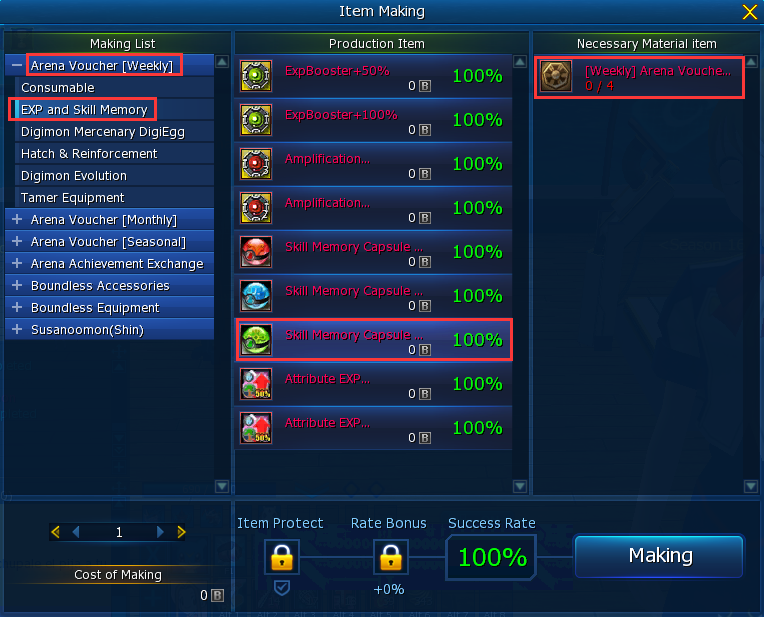 Item Making
Making List
Arena Voucher [Weekly]
Consumable
EXP and Skill Memory
Digimon Mercenary DigiEgg
Hatch & Reinforcement
Digimon Evolution
Tamer Equipment
Arena Voucher [Monthly]
Arena Voucher [Seasonal]
Arena Achievement Exchange
Boundless Accessories
Boundless Equipment
Susanoomon(Shin)
Production Item
ExpBooster+50%
0 B
100%
ExpBooster+100%
0 B
100%
Amplification...
0 B
100%
Amplification...
0 B
100%
Skill Memory Capsule ...
0 B
100%
Skill Memory Capsule ...
0 B
100%
Skill Memory Capsule ...
0 B
100%
50%
Attribute EXP...
0 B
100%
50%
Attribute EXP...
0 B
100%
Necessary Material item
[Weekly] Arena Vouche...
0 / 4
1
Cost of Making
0 B
Item Protect
Rate Bonus
+0%
Success Rate
100%
Making